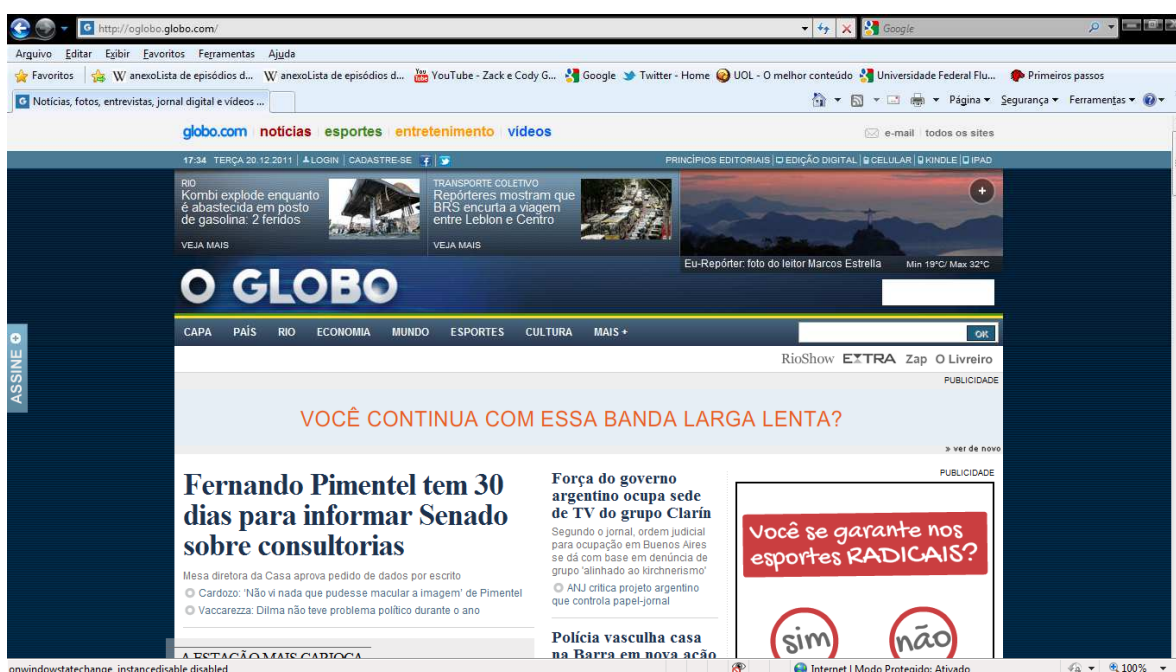 http://oglobo.globo.com/
Google
Arquivo Editar Exibir Favoritos Ferramentas Ajuda
Favoritos W anexoLista de episódios d... W anexoLista de episódios d... YouTube - Zack e Cody G... Google Twitter - Home UOL - O melhor conteúdo Universidade Federal Flu... Primeiros passos
Notícias, fotos, entrevistas, jornal digital e vídeos ...
Página Segurança Ferramentas
globo.com notícias esportes entretenimento vídeos
e-mail todos os sites
17:34 TERÇA 20.12.2011 | LOGIN | CADASTRE-SE
PRINCÍPIOS EDITORIAIS | EDIÇÃO DIGITAL | CELULAR | KINDLE | IPAD
RIO
Kombi explode enquanto
é abastecida em posto
de gasolina: 2 feridos
VEJA MAIS
TRANSPORTE COLETIVO
Repórteres mostram que
BRS encurta a viagem
entre Leblon e Centro
VEJA MAIS
Eu-Repórter: foto do leitor Marcos Estrella Min 19°C/ Max 32°C
O GLOBO
CAPA PAÍS RIO ECONOMIA MUNDO ESPORTES CULTURA MAIS +
OK
ASSINE
RioShow EXTRA Zap O Livreiro
PUBLICIDADE
VOCÊ CONTINUA COM ESSA BANDA LARGA LENTA?
» ver de novo
Fernando Pimentel tem 30
dias para informar Senado
sobre consultorias
Mesa diretora da Casa aprova pedido de dados por escrito
Cardozo: 'Não vi nada que pudesse macular a imagem' de Pimentel
Vaccarezza: Dilma não teve problema político durante o ano
A ESTAÇÃO MAIS CARIOCA
Força do governo
argentino ocupa sede
de TV do grupo Clarín
Segundo o jornal, ordem judicial
para ocupação em Buenos Aires
se dá com base em denúncia de
grupo 'alinhado ao kirchnerismo'
ANJ critica projeto argentino
que controla papel-jornal
Polícia vasculha casa
na Barra em nova ação
PUBLICIDADE
Você se garante nos
esportes RADICAIS?
sim
não
onwindowstatechange instancedisable disabled
Internet | Modo Protegido: Ativado
100%